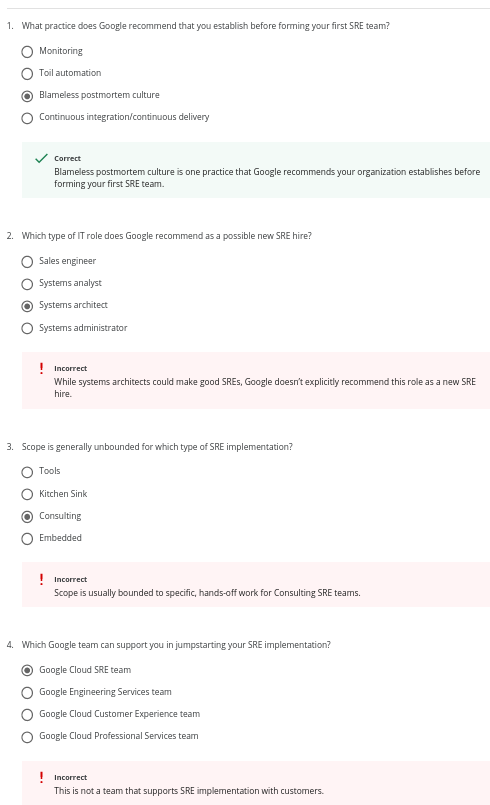 1. What practice does Google recommend that you establish before forming your first SRE team?
Monitoring
Toil automation
Blameless postmortem culture
Continuous integration/continuous delivery
Correct
Blameless postmortem culture is one practice that Google recommends your organization establishes before
forming your first SRE team.
2. Which type of IT role does Google recommend as a possible new SRE hire?
Sales engineer
Systems analyst
Systems architect
Systems administrator
Incorrect
While systems architects could make good SREs, Google doesn't explicitly recommend this role as a new SRE
hire.
3. Scope is generally unbounded for which type of SRE implementation?
Tools
Kitchen Sink
Consulting
Embedded
Incorrect
Scope is usually bounded to specific, hands-off work for Consulting SRE teams.
4. Which Google team can support you in jumpstarting your SRE implementation?
Google Cloud SRE team
Google Engineering Services team
Google Cloud Customer Experience team
Google Cloud Professional Services team
Incorrect
This is not a team that supports SRE implementation with customers.